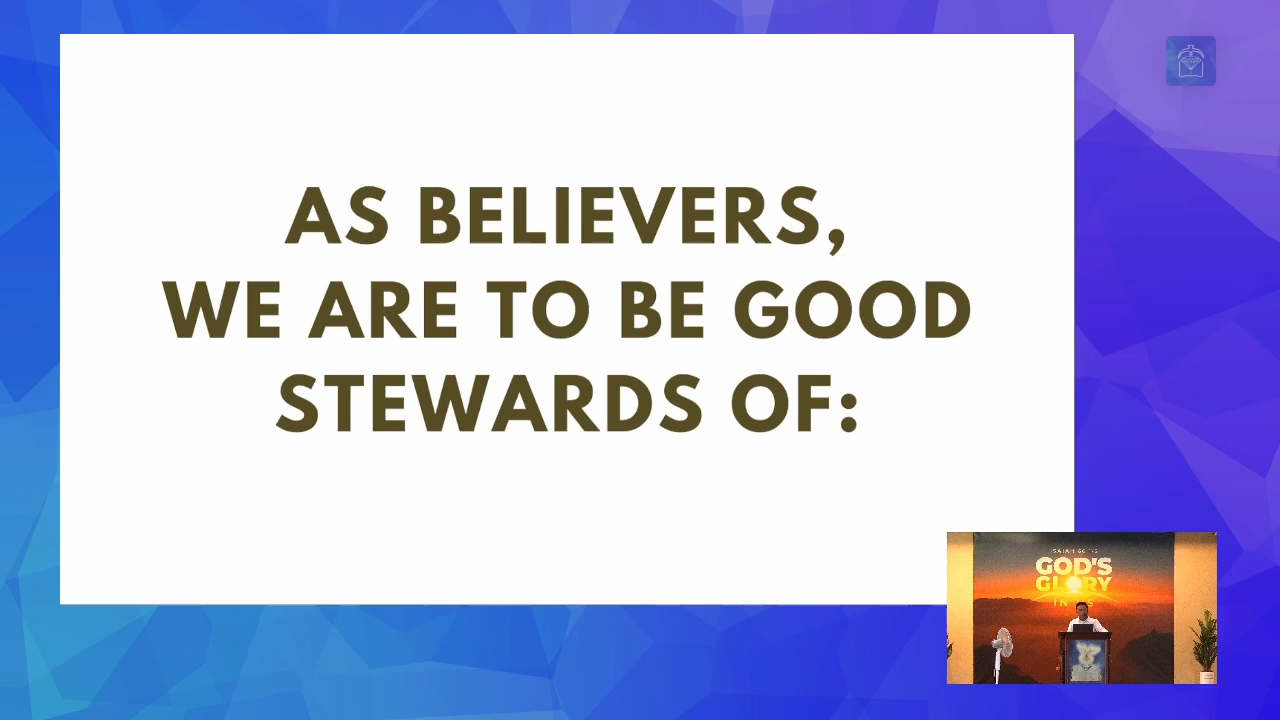 AS BELIEVERS,
WE ARE TO BE GOOD
STEWARDS OF:
GOD'S
GLORY